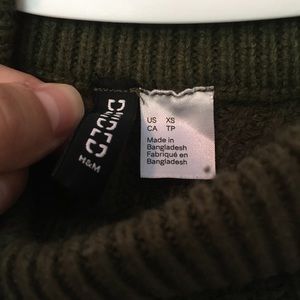 DIVIDED
H&M
US XS
CA TP
Made in
Bangladesh
Fabriqué en
Bangladesh